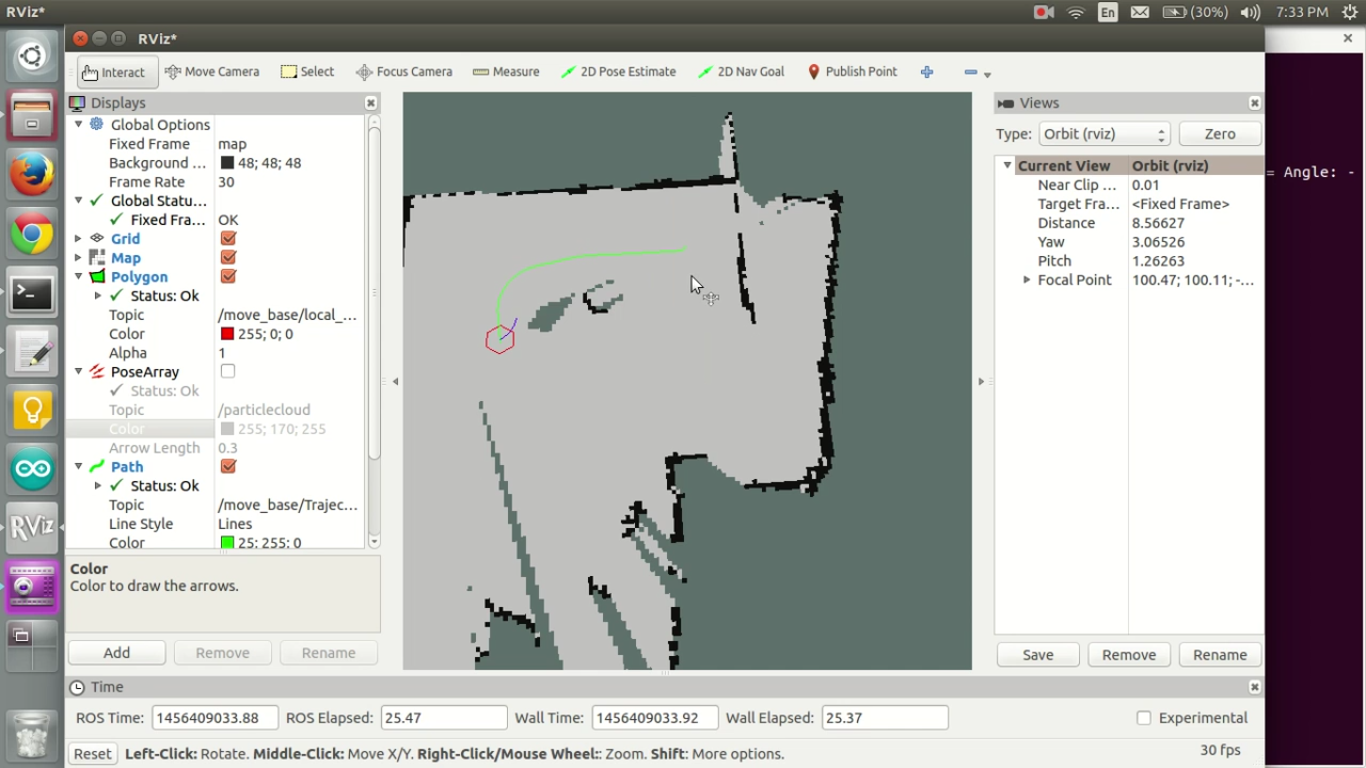 RViz*
En
(30%)
7:33 PM
RViz*
Interact
Move Camera
Select
Focus Camera
Measure
2D Pose Estimate
2D Nav Goal
Publish Point
Displays
Global Options
Fixed Frame map
Background ... 48; 48; 48
Frame Rate 30
Global Statu...
Fixed Fra... OK
Grid
Map
Polygon
Status: Ok
Topic /move_base/local_...
Color 255; 0; 0
Alpha 1
PoseArray
Status: Ok
Topic /particlecloud
Color 255; 170; 255
Arrow Length 0.3
Path
Status: Ok
Topic /move_base/Trajec...
Line Style Lines
Color 25; 255; 0
Color
Color to draw the arrows.
Add Remove Rename
Views
Type: Orbit (rviz) Zero
Current View Orbit (rviz)
Near Clip ... 0.01
Target Fra... <Fixed Frame>
Distance 8.56627
Yaw 3.06526
Pitch 1.26263
Focal Point 100.47; 100.11; -...
Save Remove Rename
= Angle: -
RViz
Time
ROS Time: 1456409033.88 ROS Elapsed: 25.47 Wall Time: 1456409033.92 Wall Elapsed: 25.37 Experimental
Reset Left-Click: Rotate. Middle-Click: Move X/Y. Right-Click/Mouse Wheel:: Zoom. Shift: More options. 30 fps